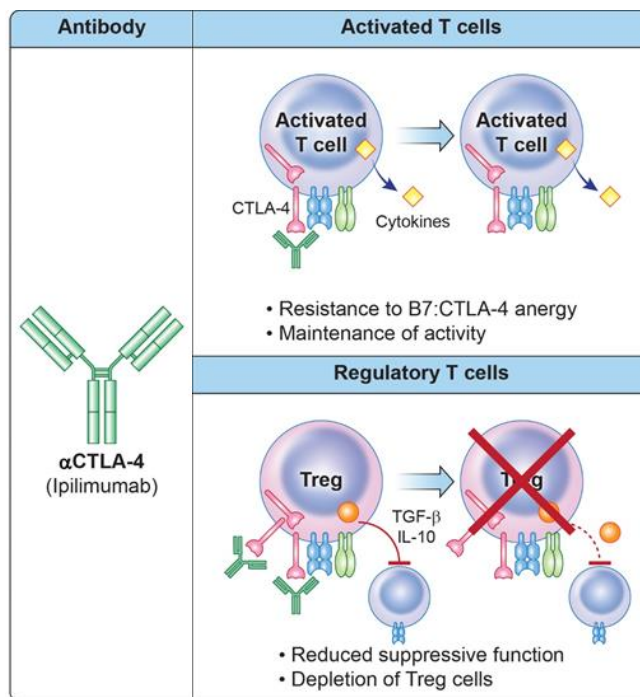 Antibody
Activated T cells
Activated
T cell
Activated
T cell
CTLA-4
Cytokines
• Resistance to B7:CTLA-4 anergy
• Maintenance of activity
αCTLA-4
(Ipilimumab)
Regulatory T cells
Treg
Treg
TGF-β
IL-10
• Reduced suppressive function
• Depletion of Treg cells